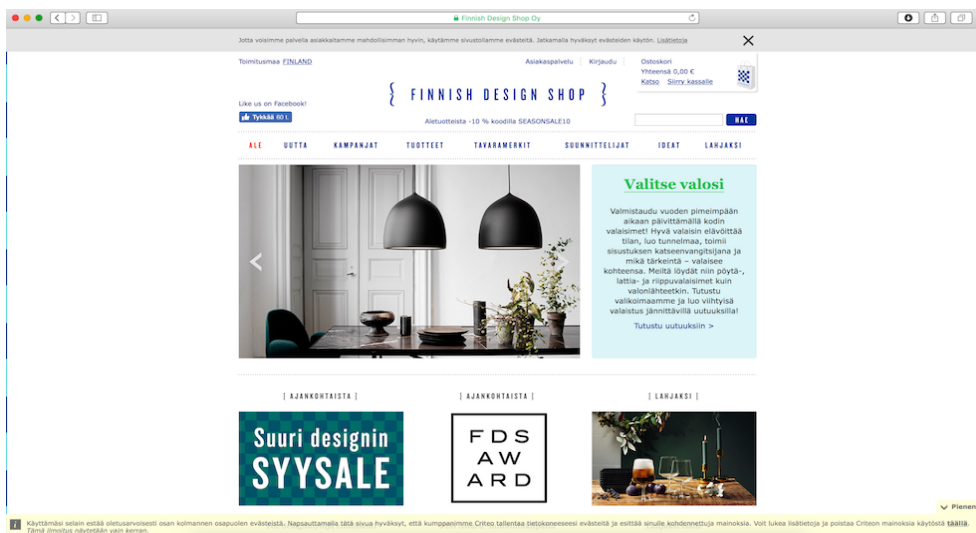 Finnish Design Shop Oy
Jotta voisimme palvella asiakkaitamme mahdollisimman hyvin, käytämme sivustollamme evästeitä. Jatkamalla hyväksyt evästeiden käytön. Lisätietoja
Toimitusmaa FINLAND
Asiakaspalvelu
Kirjaudu
Ostoskori
Yhteensä 0,00 €
Katso Siirry kassalle
{ FINNISH DESIGN SHOP }
Like us on Facebook!
Tykkää 60 t.
Aletuotteista -10 % koodilla SEASONSALE10
HAE
ALE UUTTA KAMPANJAT TUOTTEET TAVARAMERKIT SUUNNITTELIJAT IDEAT LAHJAKSI
Valitse valosi
Valmistaudu vuoden pimeimpään
aikaan päivittämällä kodin
valaisimet! Hyvä valaisin elävöittää
tilan, luo tunnelmaa, toimii
sisustuksen katseenvangitsijana ja
mikä tärkeintä – valaisee
kohteensa. Meiltä löydät niin pöytä-,
lattia- ja riippuvalaisimet kuin
valonlähteetkin. Tutustu
valikoimaamme ja luo viihtyisä
valaistus jännittävillä uutuuksilla!
Tutustu uutuuksiin >
[ AJANKOHTAISTA ]
[ AJANKOHTAISTA ]
[ LAHJAKSI ]
Suuri designin
SYYSALE
FDS
AW
ARD
Pienen
Käyttämäsi selain estää oletusarvoisesti osan kolmannen osapuolen evästeistä. Napsauttamalla tätä sivua hyväksyt, että kumppanimme Criteo tallentaa tietokoneeseesi evästeitä ja esittää sinulle kohdennettuja mainoksia. Voit lukea lisätietoja ja poistaa Criteon mainoksia käytöstä täällä.
Tämä ilmoitus näytetään vain kerran.